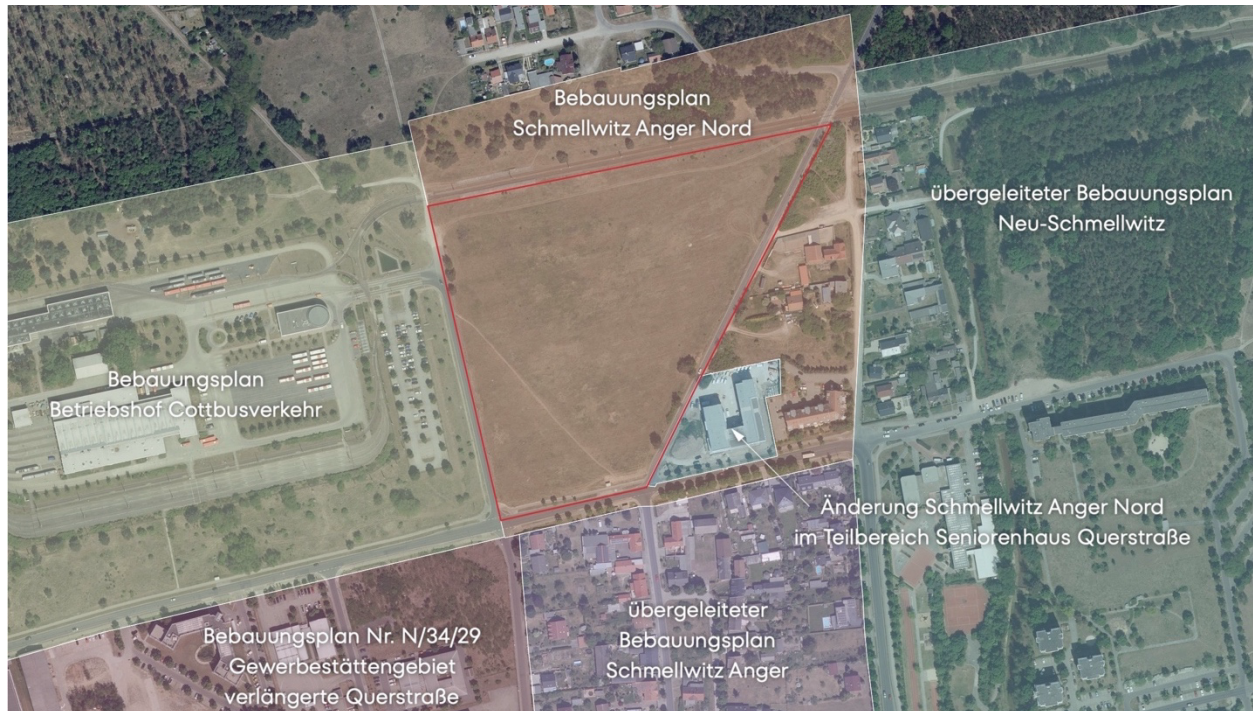 Bebauungsplan
Schmellwitz Anger Nord
übergeleiteter Bebauungsplan
Neu-Schmellwitz
Bebauungsplan
Betriebshof Cottbusverkehr
Änderung Schmellwitz Anger Nord
im Teilbereich Seniorenhaus Querstraße
übergeleiteter
Bebauungsplan
Schmellwitz Anger
Bebauungsplan Nr. N/34/29
Gewerbestättengebiet
verlängerte Querstraße